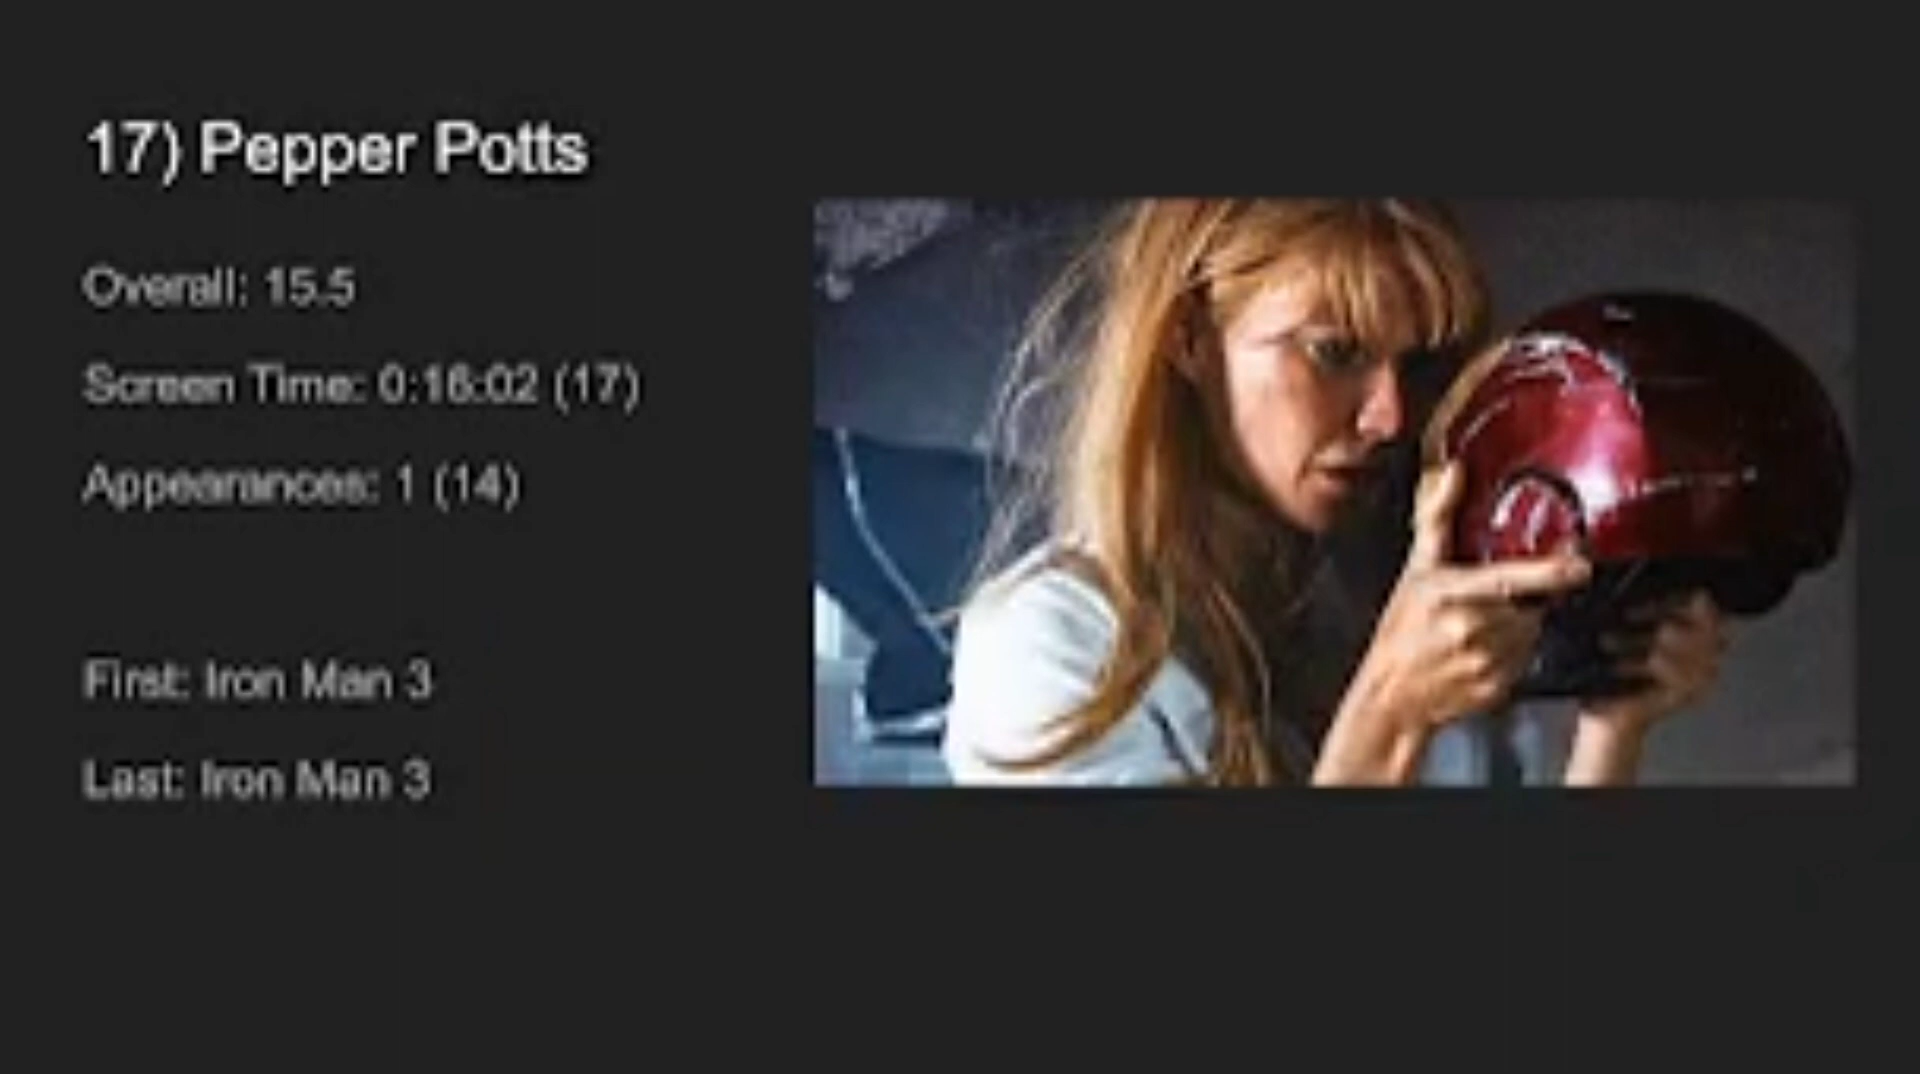 17) Pepper Potts
Overall: 15.5
Screen Time: 0:16:02 (17)
Appearances: 1 (14)
First: Iron Man 3
Last: Iron Man 3